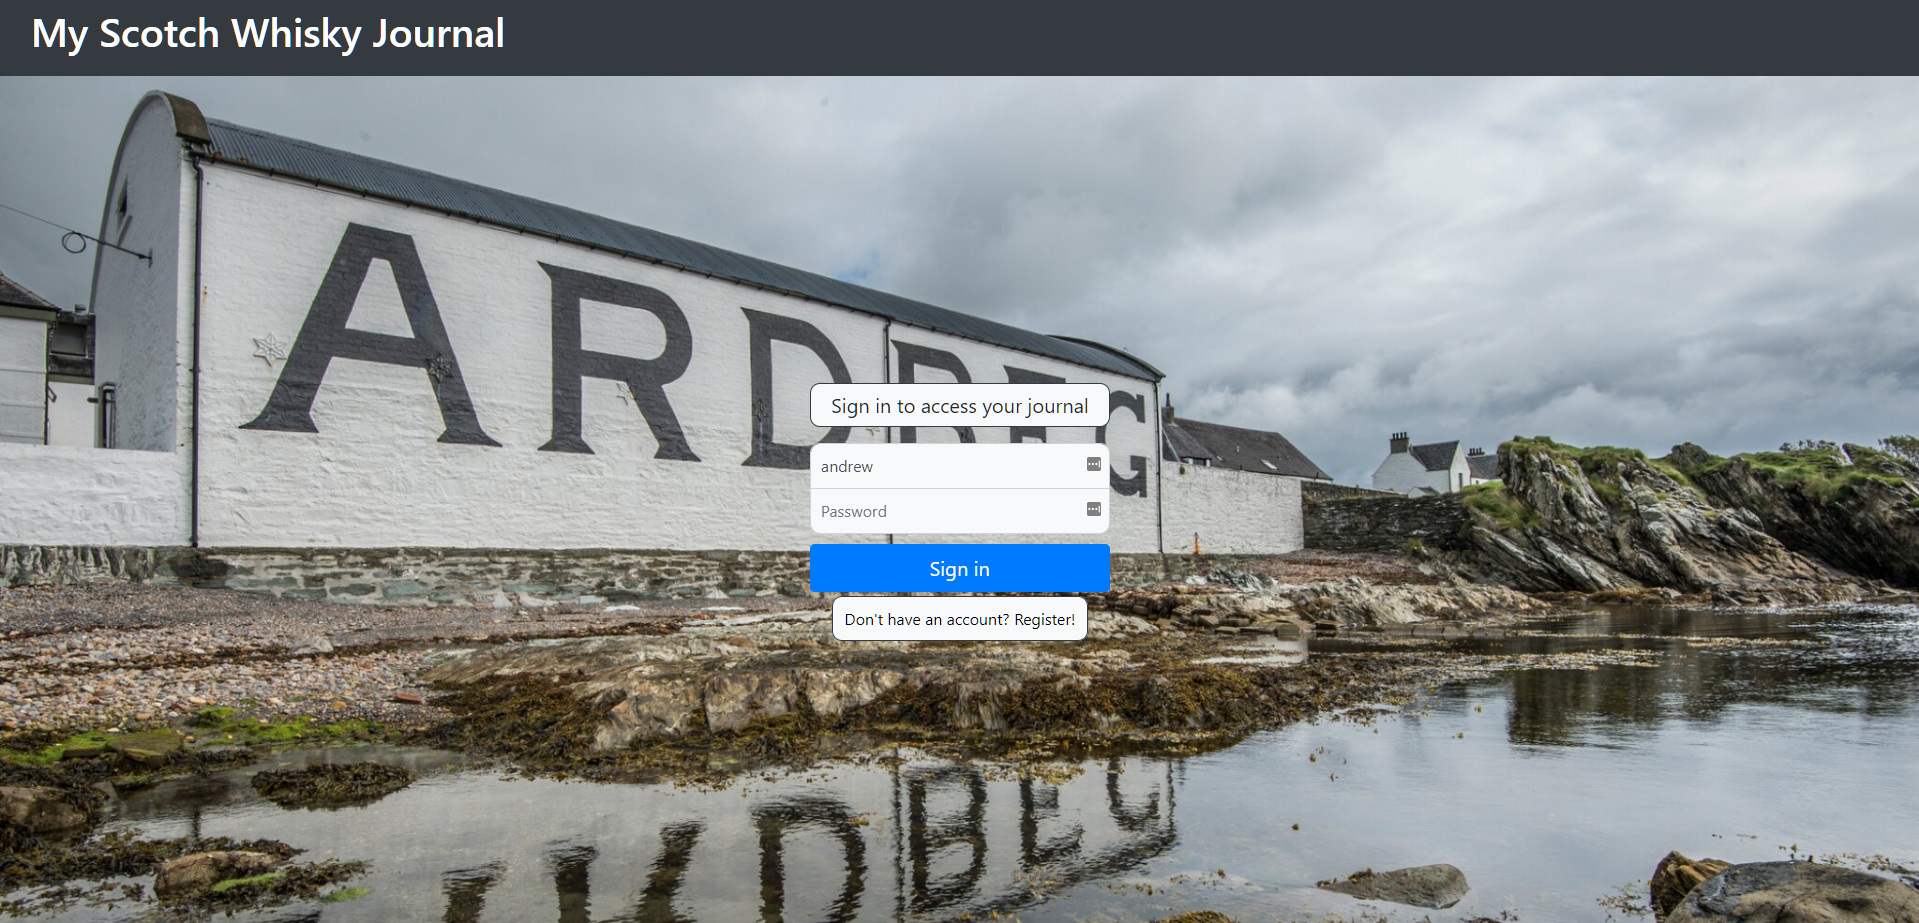 My Scotch Whisky Journal
ARDBEG
Sign in to access your journal
andrew
Password
Sign in
Don't have an account? Register!